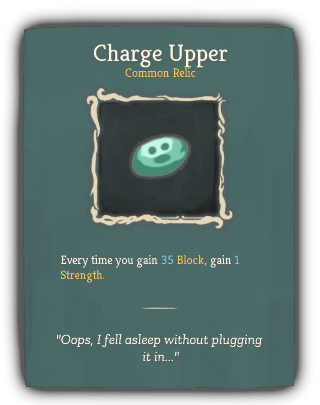 Charge Upper
Common Relic
Every time you gain 35 Block, gain 1
Strength.
"Oops, I fell asleep without plugging
it in..."